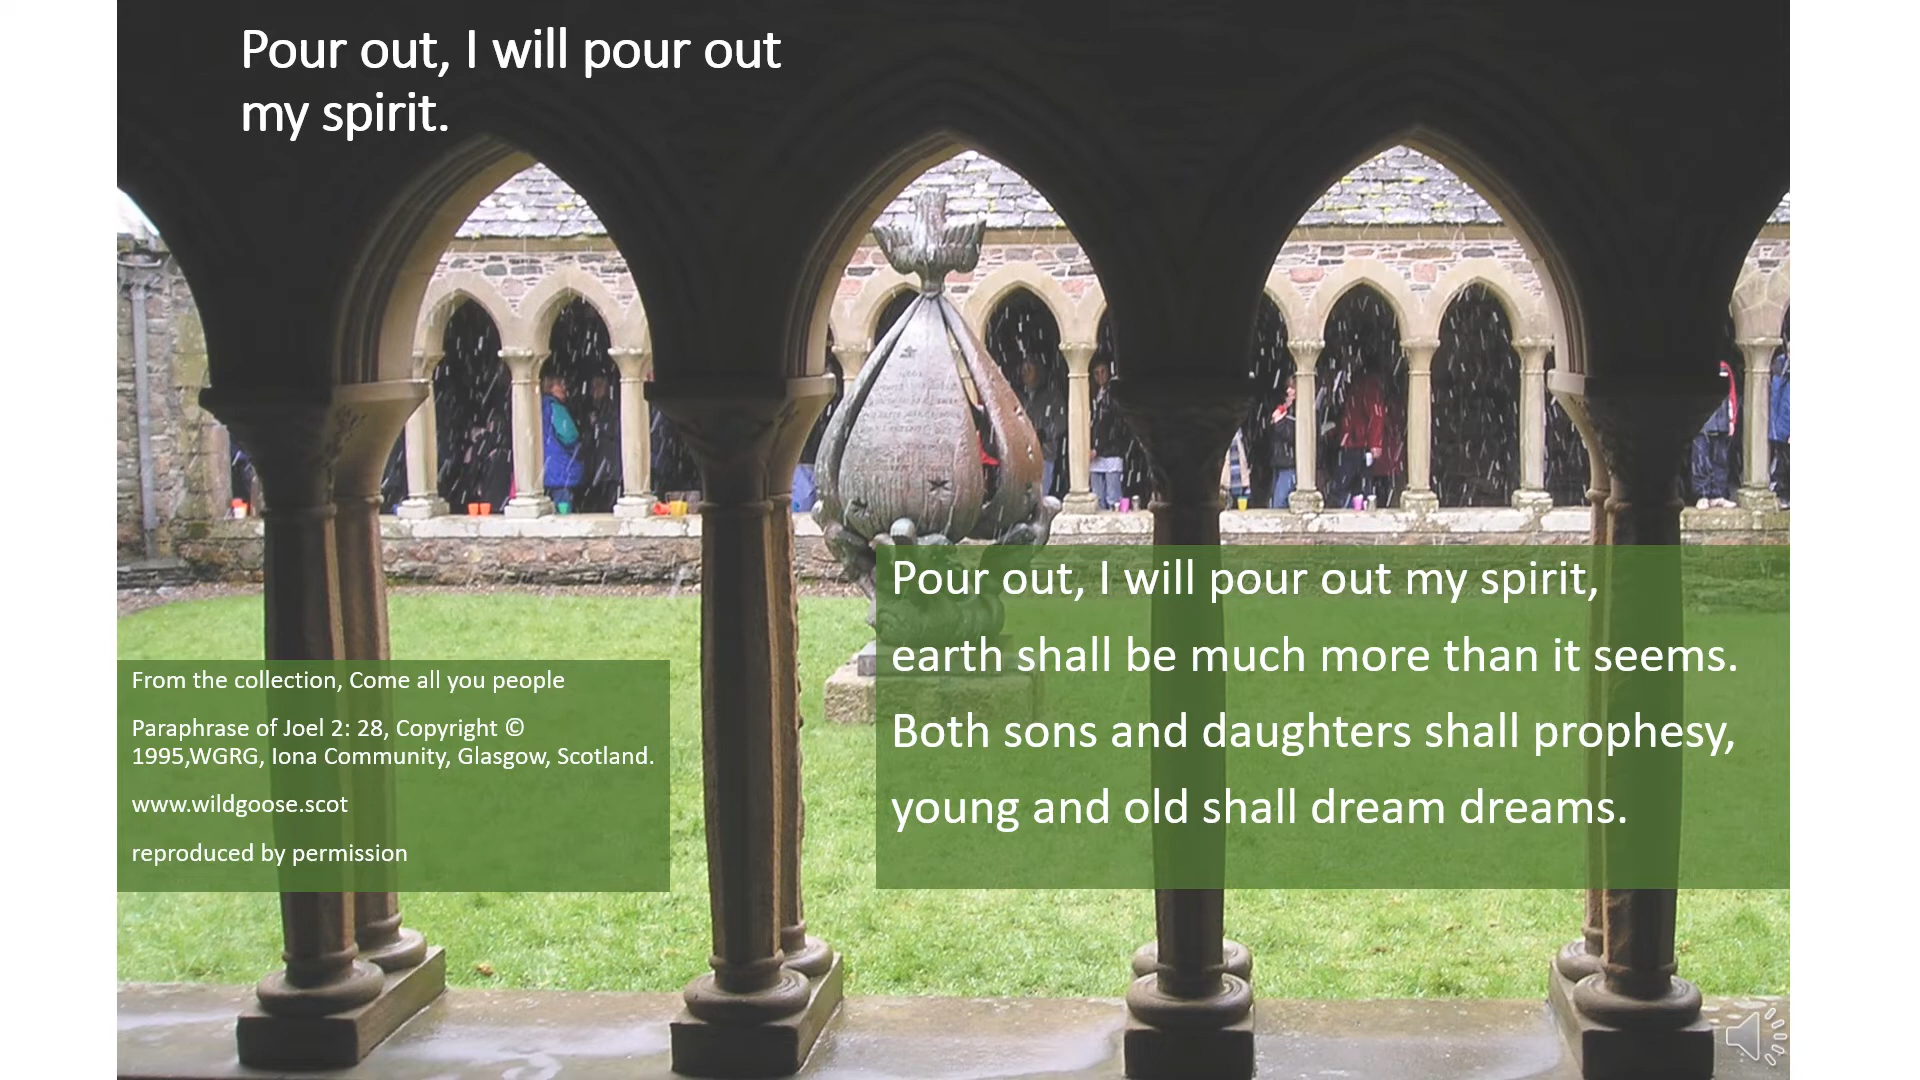 Pour out, I will pour out
my spirit.
Pour out, I will pour out my spirit,
earth shall be much more than it seems.
Both sons and daughters shall prophesy,
young and old shall dream dreams.
From the collection, Come all you people
Paraphrase of Joel 2: 28, Copyright ©
1995,WGRG, Iona Community, Glasgow, Scotland.
www.wildgoose.scot
reproduced by permission